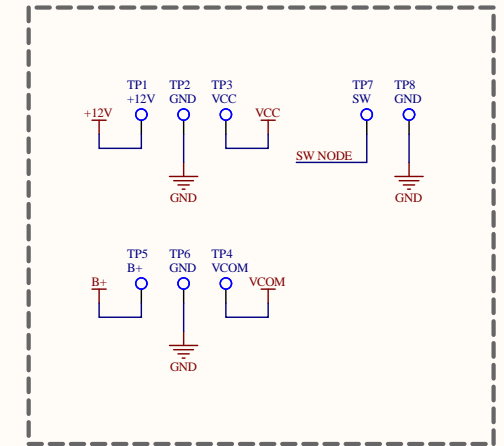 TP1 TP2 TP3
+12V GND VCC
+12V VCC
GND
TP7 TP8
SW GND
SW NODE
GND
TP5 TP6 TP4
B+ GND VCOM
B+ VCOM
GND